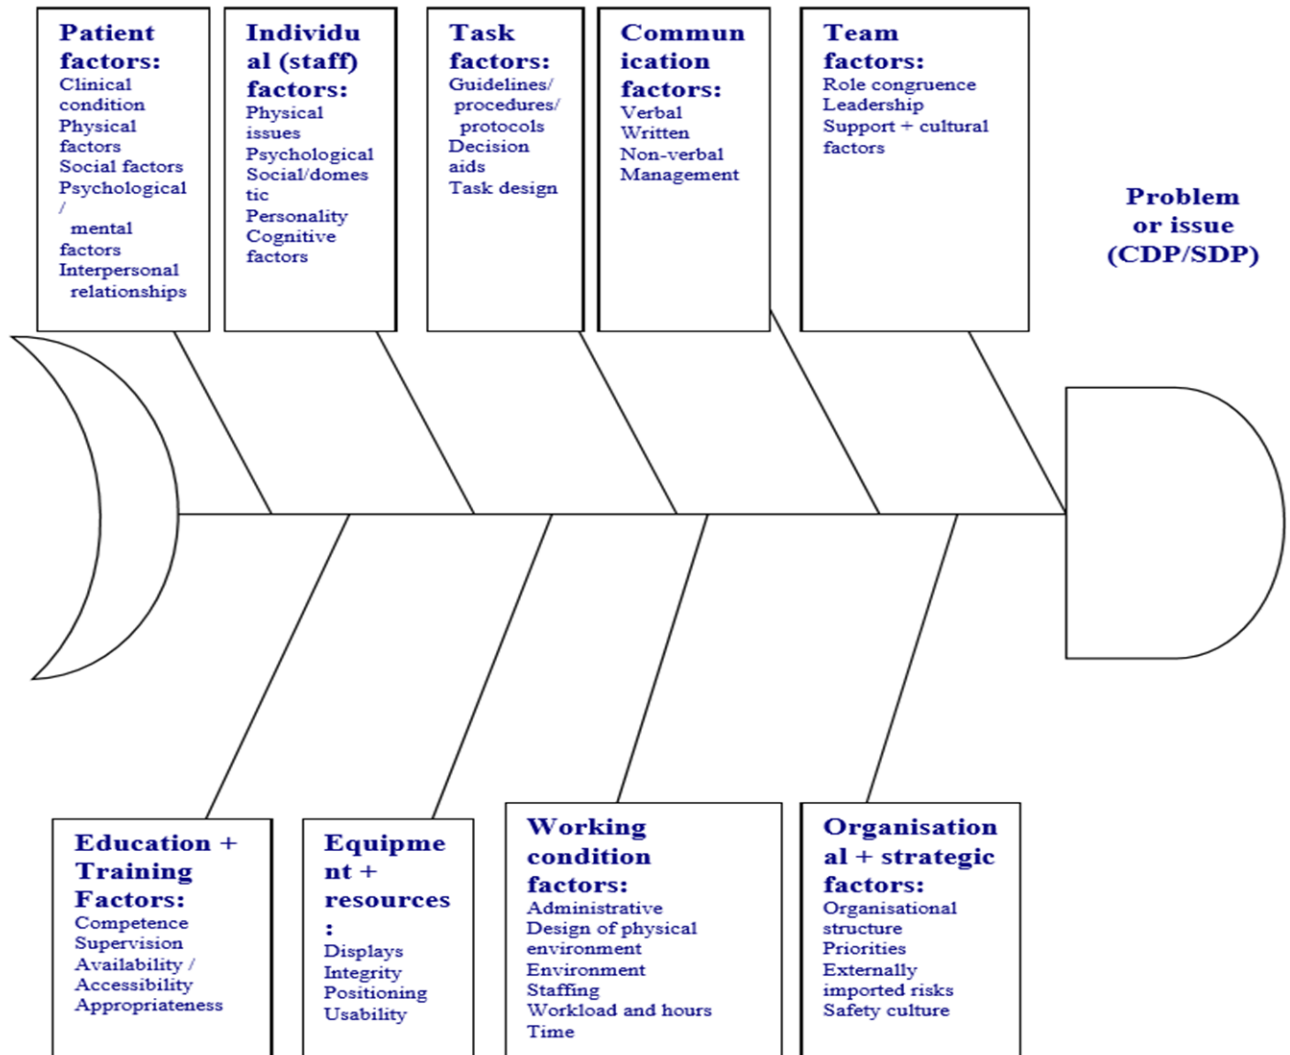 Patient
factors:
Clinical
condition
Physical
factors
Social factors
Psychological
/
mental
factors
Interpersonal
relationships
Individu
al (staff)
factors:
Physical
issues
Psychological
Social/domes
tic
Personality
Cognitive
factors
Task
factors:
Guidelines/
procedures/
protocols
Decision
aids
Task design
Commun
ication
factors:
Verbal
Written
Non-verbal
Management
Team
factors:
Role congruence
Leadership
Support + cultural
factors
Problem
or issue
(CDP/SDP)
Education +
Training
Factors:
Competence
Supervision
Availability /
Accessibility
Appropriateness
Equipme
nt +
resources
:
Displays
Integrity
Positioning
Usability
Working
condition
factors:
Administrative
Design of physical
environment
Environment
Staffing
Workload and hours
Time
Organisation
al + strategic
factors:
Organisational
structure
Priorities
Externally
imported risks
Safety culture